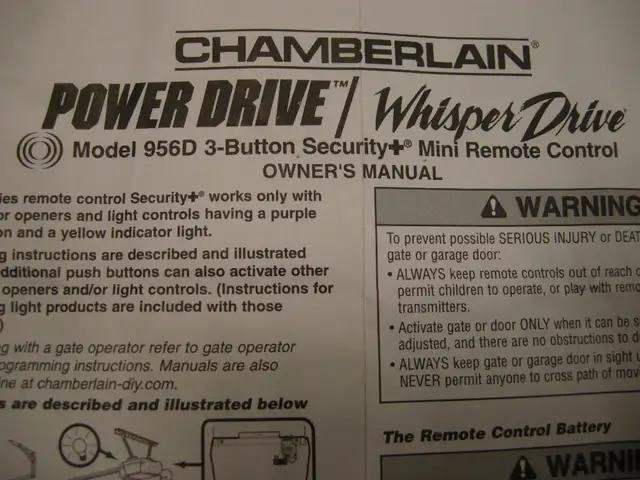 CHAMBERLAIN®
POWER DRIVE™/ Whisper Drive®
Model 956D 3-Button Security+® Mini Remote Control
OWNER'S MANUAL
ies remote control Security+® works only with
or openers and light controls having a purple
on and a yellow indicator light.
g instructions are described and illustrated
dditional push buttons can also activate other
openers and/or light controls. (Instructions for
g light products are included with those
)
ng with a gate operator refer to gate operator
ogramming instructions. Manuals are also
ine at chamberlain-diy.com.
s are described and illustrated below
WARNING
To prevent possible SERIOUS INJURY or DEAT
gate or garage door:
• ALWAYS keep remote controls out of reach o
permit children to operate, or play with remo
transmitters.
• Activate gate or door ONLY when it can be s
adjusted, and there are no obstructions to d
• ALWAYS keep gate or garage door in sight u
NEVER permit anyone to cross path of mov
The Remote Control Battery
WARNI